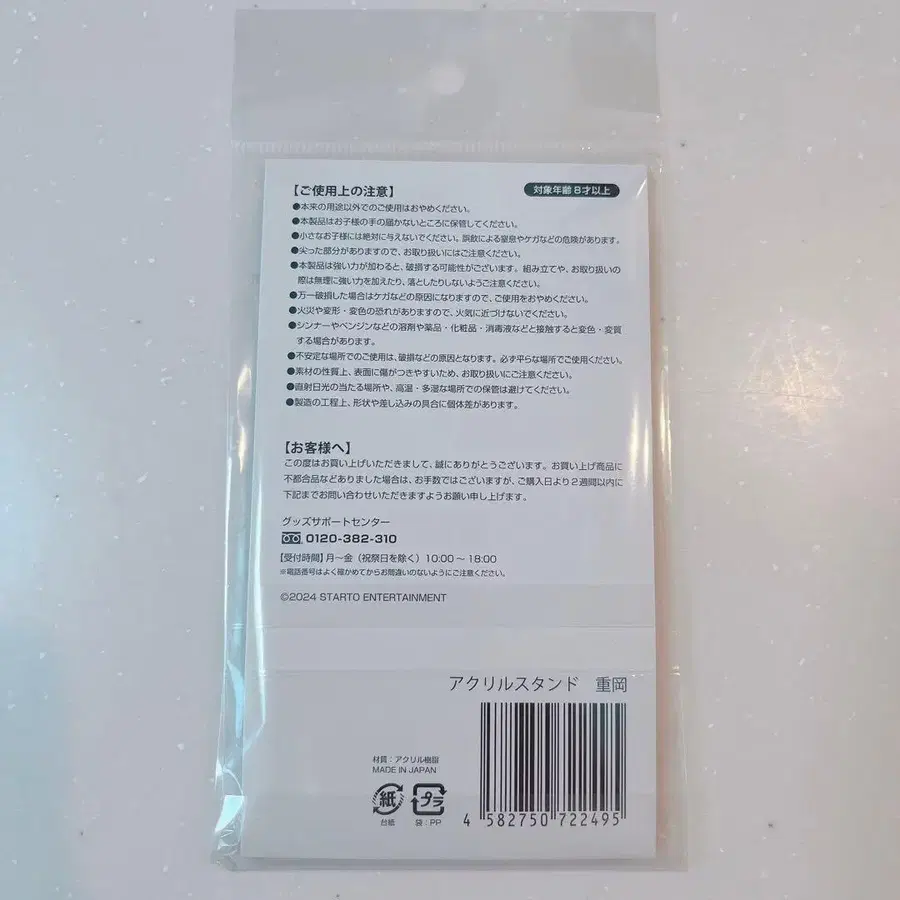 【ご使用上の注意】
対象年齢 8才以上
●本来の用途以外でのご使用はおやめください。
●本製品はお子様の手の届かないところに保管してください。
●小さなお子様には絶対に与えないでください。誤飲による窒息やケガなどの危険があります。
●尖った部分がありますので、お取り扱いにはご注意ください。
●本製品は強い力が加わると、破損する可能性がございます。組み立てや、お取り扱いの
際は無理に強い力を加えたり、落としたりしないようご注意ください。
●万一破損した場合はケガなどの原因になりますので、ご使用をおやめください。
●火災や変形・変色の恐れがありますので、火気に近づけないでください。
●シンナーやベンジンなどの溶剤や薬品・化粧品・消毒液などと接触すると変色・変質
する場合があります。
●不安定な場所でのご使用は、破損などの原因となります。必ず平らな場所でご使用ください。
●素材の性質上、表面に傷がつきやすいため、お取り扱いにご注意ください。
●直射日光の当たる場所や、高温・多湿な場所での保管は避けてください。
●製造の工程上、形状や差し込みの具合に個体差があります。
【お客様へ】
この度はお買い上げいただきまして、誠にありがとうございます。お買い上げ商品に
不都合品などありました場合は、お手数ではございますが、ご購入日より2週間以内に
下記までお問い合わせいただきますようお願い申し上げます。
グッズサポートセンター
0120-382-310
【受付時間】月～金（祝祭日を除く）10:00～18:00
※電話番号はよく確かめてからお間違いのないようにご注意ください。
©2024 STARTO ENTERTAINMENT
アクリルスタンド 重岡
材質：アクリル樹脂
MADE IN JAPAN
紙
プラ
台紙
袋：PP
4 582750 722495